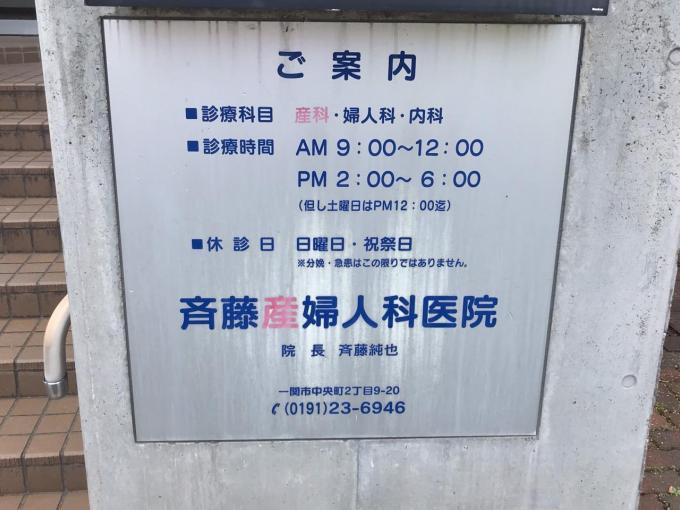 ご案内
■診療科目 産科・婦人科・内科
■診療時間 AM 9：00～12：00
PM 2：00～ 6：00
（但し土曜日はPM12：00迄）
■休診日 日曜日・祝祭日
※分娩・急患はこの限りではありません。
斉藤産婦人科医院
院長 斉藤純也
一関市中央町2丁目9-20
✆(0191)23-6946